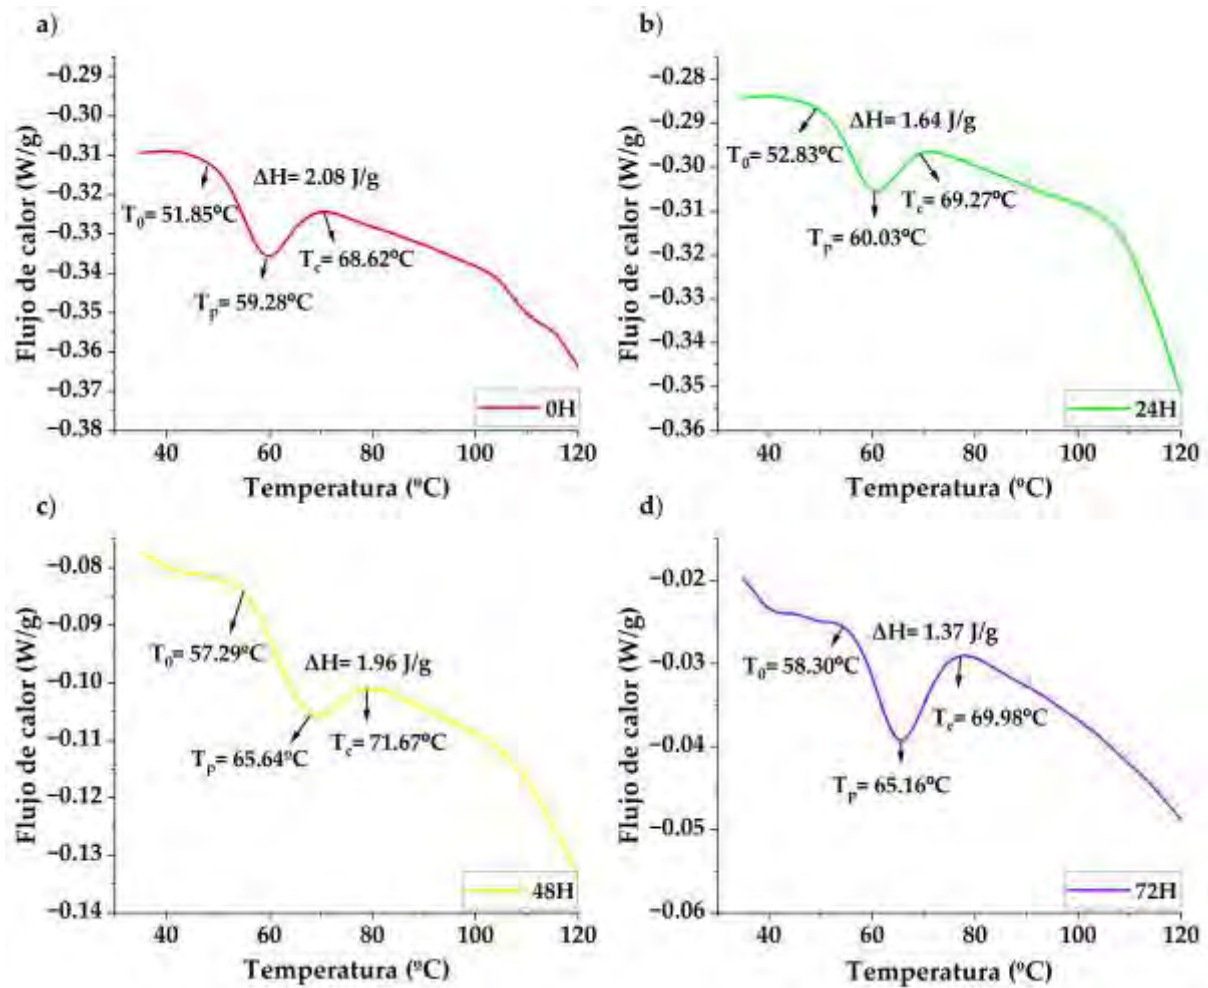 a)
−0.29
−0.30
−0.31
−0.32
−0.33
−0.34
−0.35
−0.36
−0.37
−0.38
Flujo de calor (W/g)
ΔH= 2.08 J/g
T0= 51.85ºC
Tc= 68.62ºC
Tp= 59.28ºC
0H
40 60 80 100 120
Temperatura (ºC)
b)
−0.28
−0.29
−0.30
−0.31
−0.32
−0.33
−0.34
−0.35
−0.36
Flujo de calor (W/g)
ΔH= 1.64 J/g
T0= 52.83ºC
Tc= 69.27ºC
Tp= 60.03ºC
24H
40 60 80 100 120
Temperatura (ºC)
c)
−0.08
−0.09
−0.10
−0.11
−0.12
−0.13
−0.14
Flujo de calor (W/g)
T0= 57.29ºC
ΔH= 1.96 J/g
Tp= 65.64ºC
Tc= 71.67ºC
48H
40 60 80 100 120
Temperatura (ºC)
d)
−0.02
−0.03
−0.04
−0.05
−0.06
Flujo de calor (W/g)
ΔH= 1.37 J/g
T0= 58.30ºC
Tc= 69.98ºC
Tp= 65.16ºC
72H
40 60 80 100 120
Temperatura (ºC)